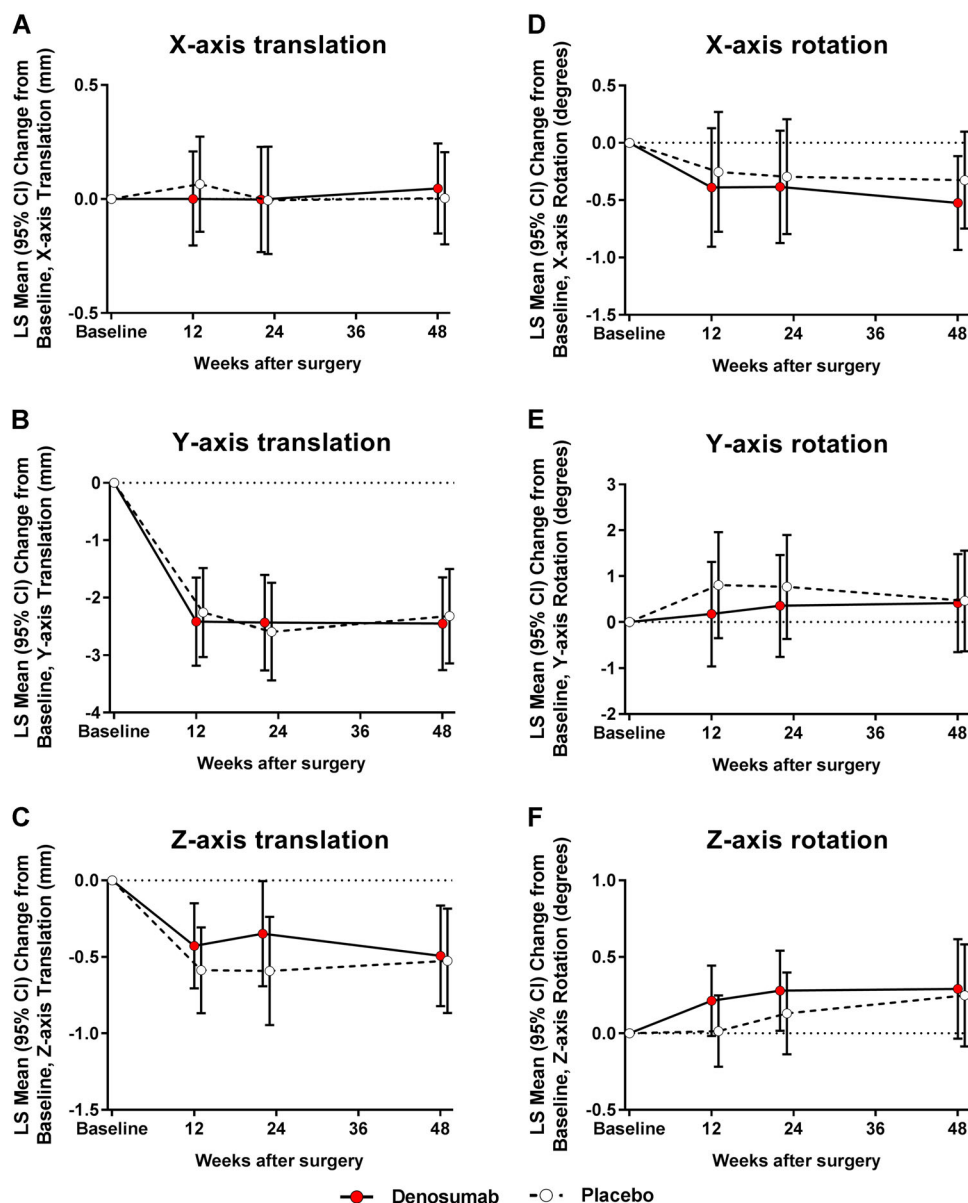 A
X-axis translation
LS Mean (95% CI) Change from
Baseline, X-axis Translation (mm)
0.5
0.0
-0.5
Baseline 12 24 36 48
Weeks after surgery
D
X-axis rotation
LS Mean (95% CI) Change from
Baseline, X-axis Rotation (degrees)
0.5
0.0
-0.5
-1.0
-1.5
Baseline 12 24 36 48
Weeks after surgery
B
Y-axis translation
LS Mean (95% CI) Change from
Baseline, Y-axis Translation (mm)
0
-1
-2
-3
-4
Baseline 12 24 36 48
Weeks after surgery
E
Y-axis rotation
LS Mean (95% CI) Change from
Baseline, Y-axis Rotation (degrees)
3
2
1
0
-1
-2
Baseline 12 24 36 48
Weeks after surgery
C
Z-axis translation
LS Mean (95% CI) Change from
Baseline, Z-axis Translation (mm)
0.0
-0.5
-1.0
-1.5
Baseline 12 24 36 48
Weeks after surgery
F
Z-axis rotation
LS Mean (95% CI) Change from
Baseline, Z-axis Rotation (degrees)
1.0
0.5
0.0
-0.5
Baseline 12 24 36 48
Weeks after surgery
Denosumab Placebo